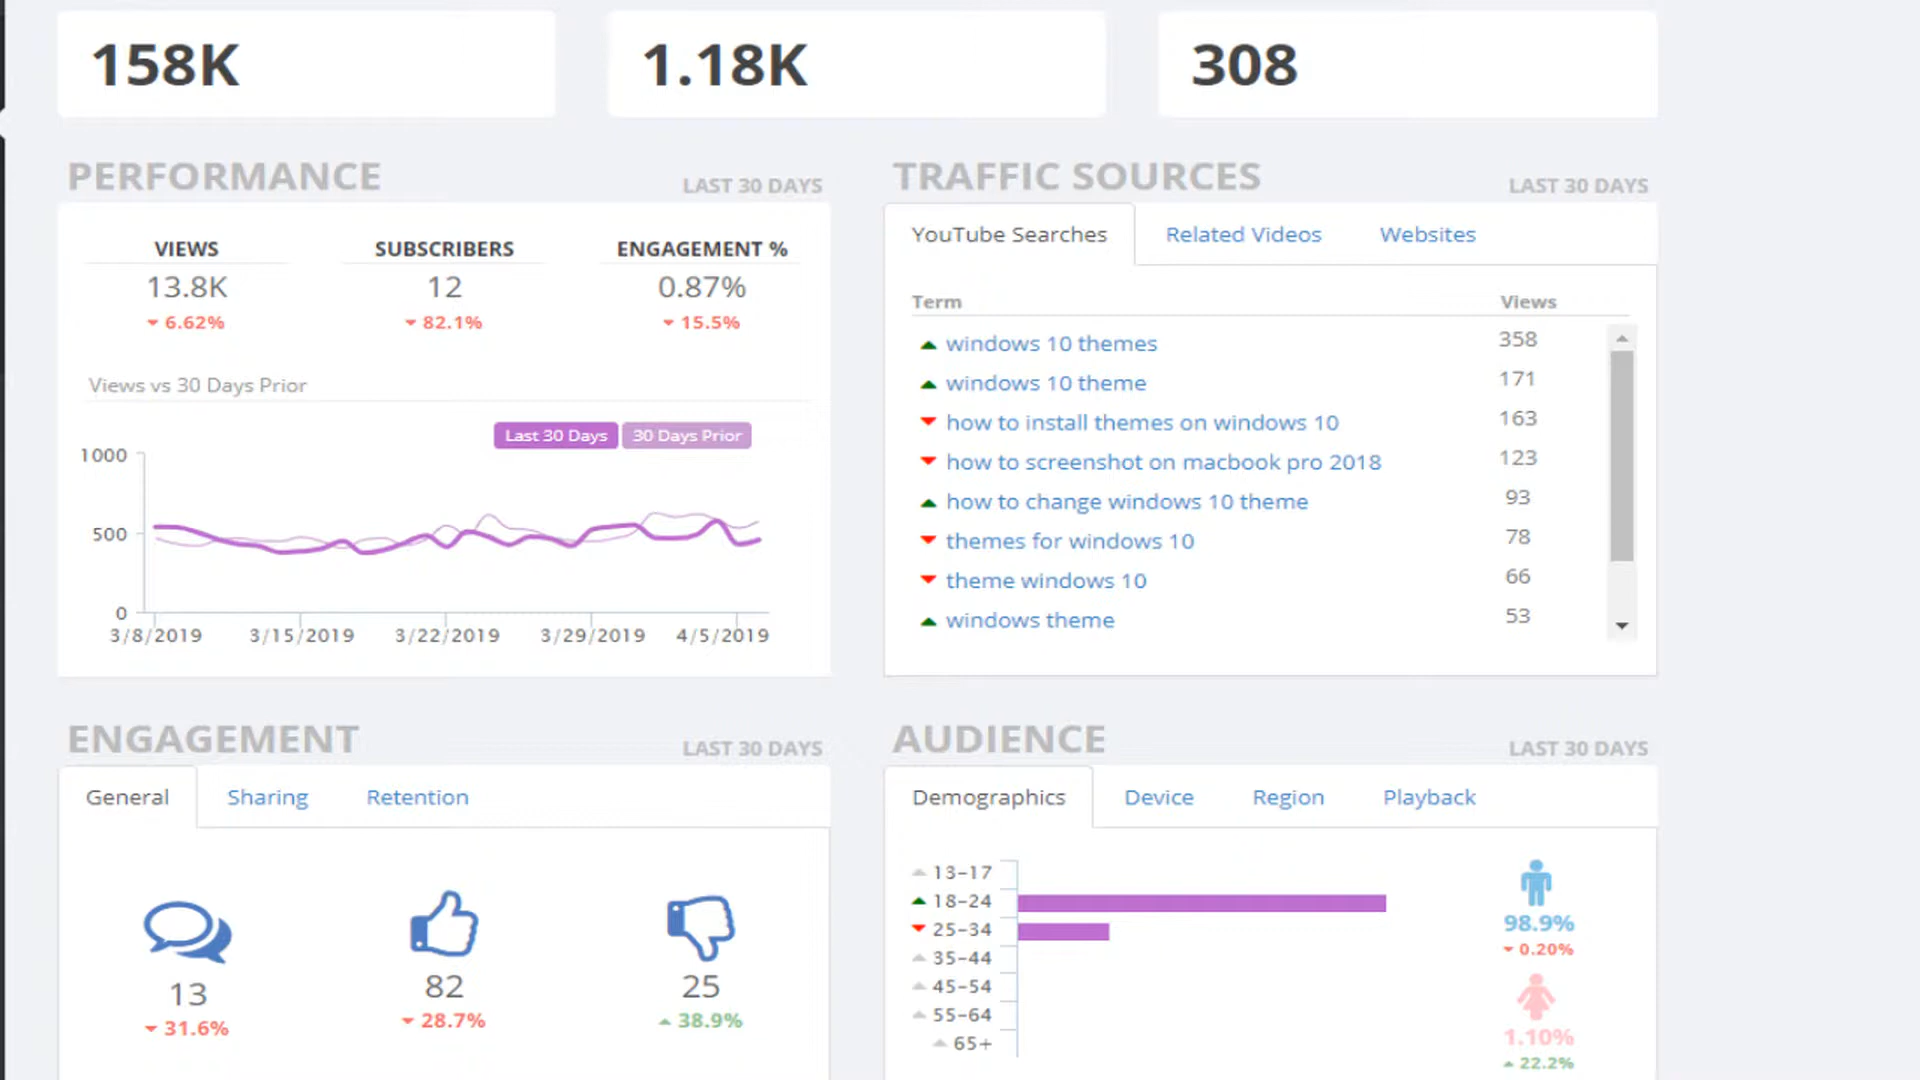 158K
1.18K
308
PERFORMANCE
LAST 30 DAYS
VIEWS
SUBSCRIBERS
ENGAGEMENT %
13.8K
12
0.87%
6.62%
82.1%
15.5%
Views vs 30 Days Prior
Last 30 Days
30 Days Prior
1000
500
0
3/8/2019
3/15/2019
3/22/2019
3/29/2019
4/5/2019
TRAFFIC SOURCES
LAST 30 DAYS
YouTube Searches
Related Videos
Websites
Term Views
windows 10 themes 358
windows 10 theme 171
how to install themes on windows 10 163
how to screenshot on macbook pro 2018 123
how to change windows 10 theme 93
themes for windows 10 78
theme windows 10 66
windows theme 53
ENGAGEMENT
LAST 30 DAYS
General
Sharing
Retention
13
82
25
31.6%
28.7%
38.9%
AUDIENCE
LAST 30 DAYS
Demographics
Device
Region
Playback
13-17
18-24
25-34
35-44
45-54
55-64
65+
98.9%
0.20%
1.10%
22.2%